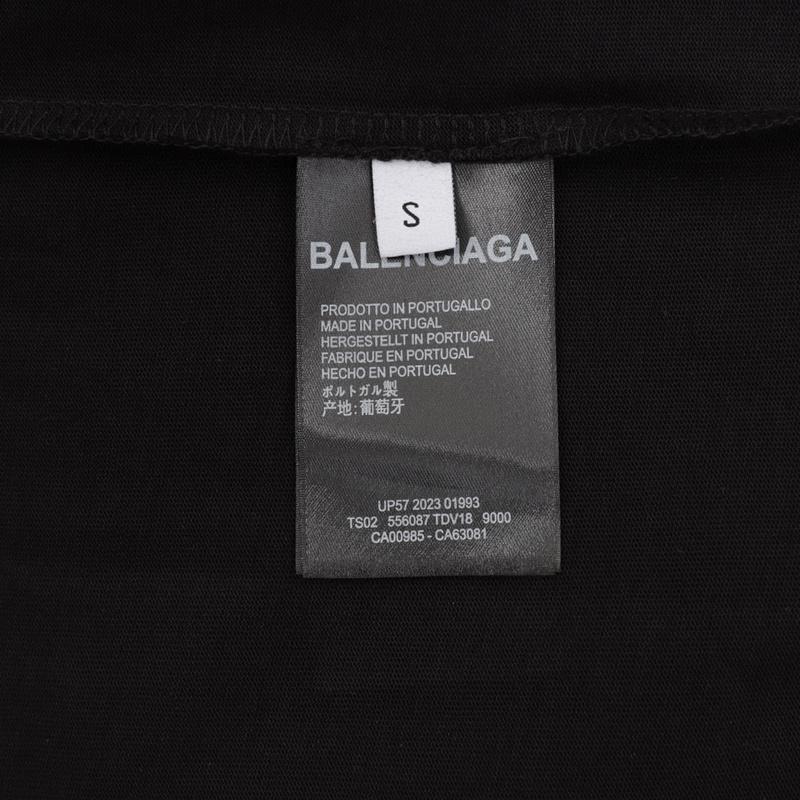 S
BALENCIAGA
PRODOTTO IN PORTUGALLO
MADE IN PORTUGAL
HERGESTELLT IN PORTUGAL
FABRIQUE EN PORTUGAL
HECHO EN PORTUGAL
ポルトガル製
产地:葡萄牙
UP57 2023 01993
TS02 556087 TDV18 9000
CA00985 - CA63081